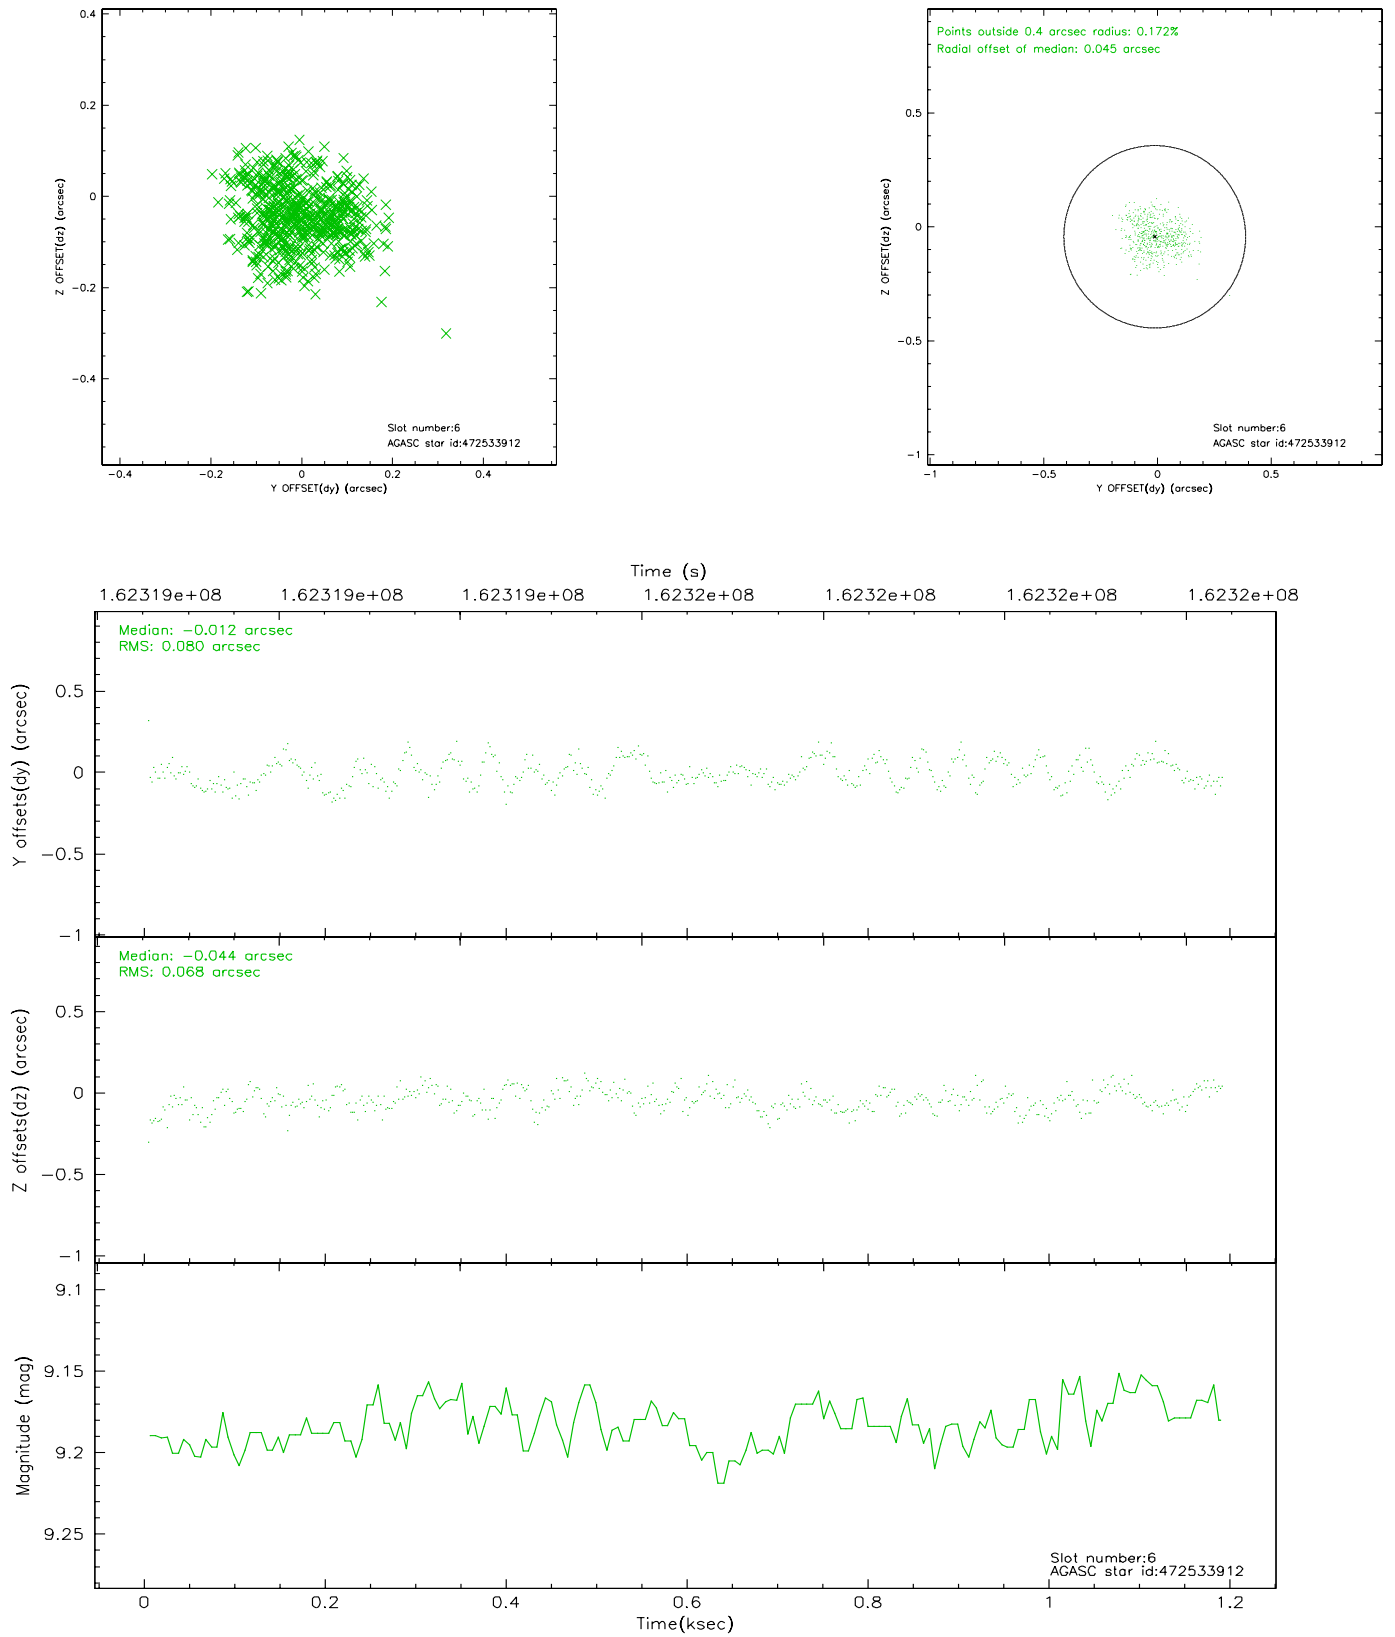 0.4
0.2
0
−0.2
−0.4
Z OFFSET(dz) (arcsec)
Slot number:6
AGASC star id:472533912
−0.4 −0.2 0 0.2 0.4
Y OFFSET(dy) (arcsec)
Points outside 0.4 arcsec radius: 0.172%
Radial offset of median: 0.045 arcsec
0.5
0
−0.5
−1
Z OFFSET(dz) (arcsec)
Slot number:6
AGASC star id:472533912
−1 −0.5 0 0.5
Y OFFSET(dy) (arcsec)
Time (s)
1.62319e+08 1.62319e+08 1.62319e+08 1.6232e+08 1.6232e+08 1.6232e+08 1.6232e+08
Median: −0.012 arcsec
RMS: 0.080 arcsec
0.5
0
−0.5
−1
Y offsets(dy) (arcsec)
Median: −0.044 arcsec
RMS: 0.068 arcsec
0.5
0
−0.5
−1
Z offsets(dz) (arcsec)
9.1
9.15
9.2
9.25
Magnitude (mag)
Slot number:6
AGASC star id:472533912
0 0.2 0.4 0.6 0.8 1 1.2
Time(ksec)